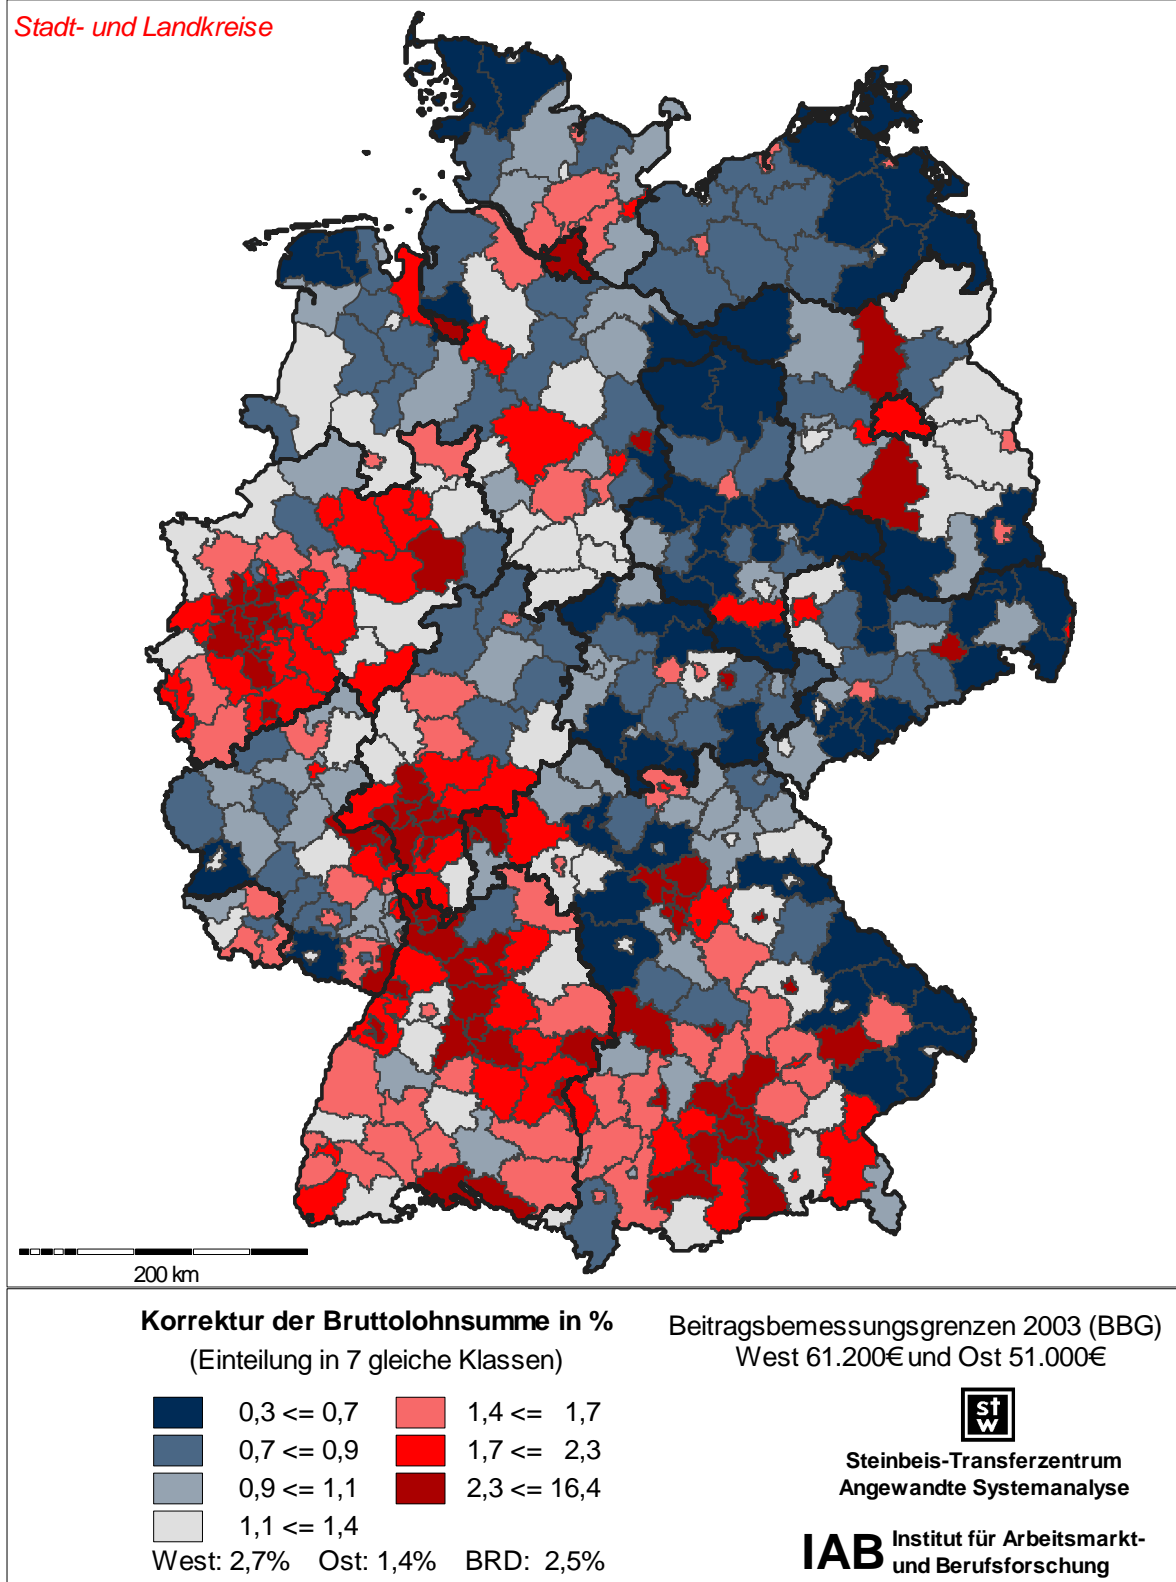 Stadt- und Landkreise
200 km
Korrektur der Bruttolohnsumme in %
(Einteilung in 7 gleiche Klassen)
0,3 <= 0,7
0,7 <= 0,9
0,9 <= 1,1
1,1 <= 1,4
1,4 <= 1,7
1,7 <= 2,3
2,3 <= 16,4
West: 2,7% Ost: 1,4% BRD: 2,5%
Beitragsbemessungsgrenzen 2003 (BBG)
West 61.200€ und Ost 51.000€
st
w
Steinbeis-Transferzentrum
Angewandte Systemanalyse
IAB Institut für Arbeitsmarkt-
und Berufsforschung